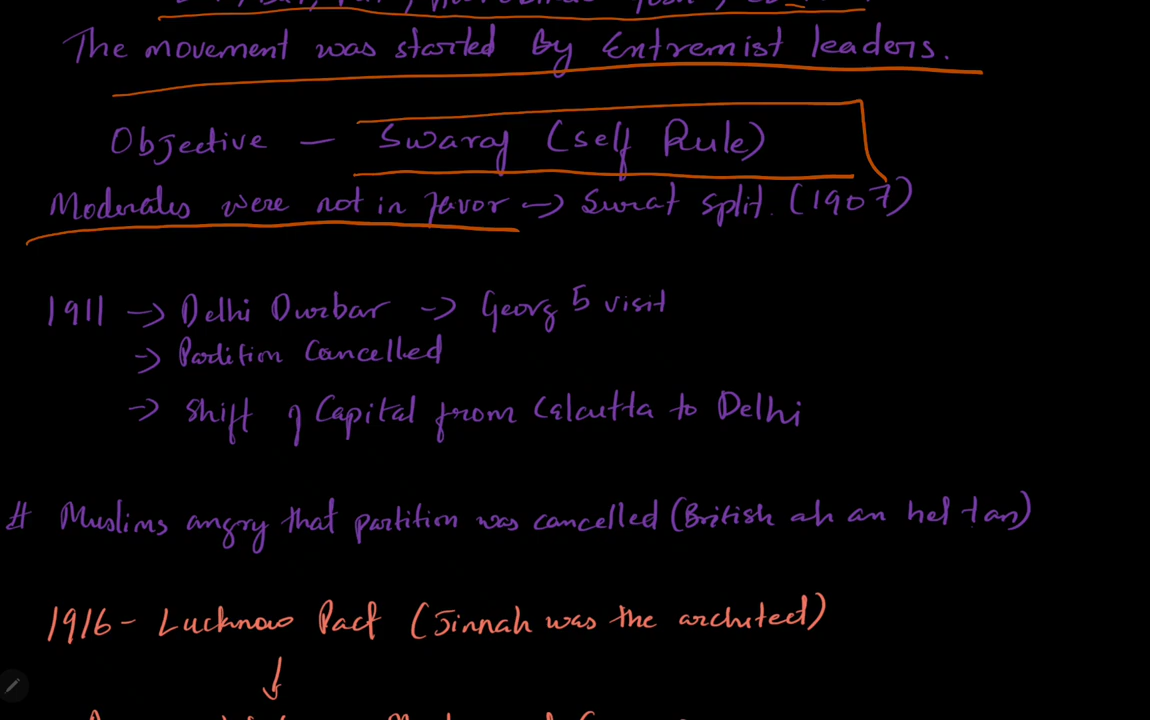 The movement was started by Extremist leaders.
Objective — Swaraj (self Rule)
Moderates were not in favor -> Surat split. (1907)
1911 -> Delhi Durbar -> Georg 5 visit
-> Partition Cancelled
-> Shift of Capital from Calcutta to Delhi
# Muslims angry that partition was cancelled (British ah an hel tan)
1916 - Lucknow Pact (Jinnah was the architect)
↓